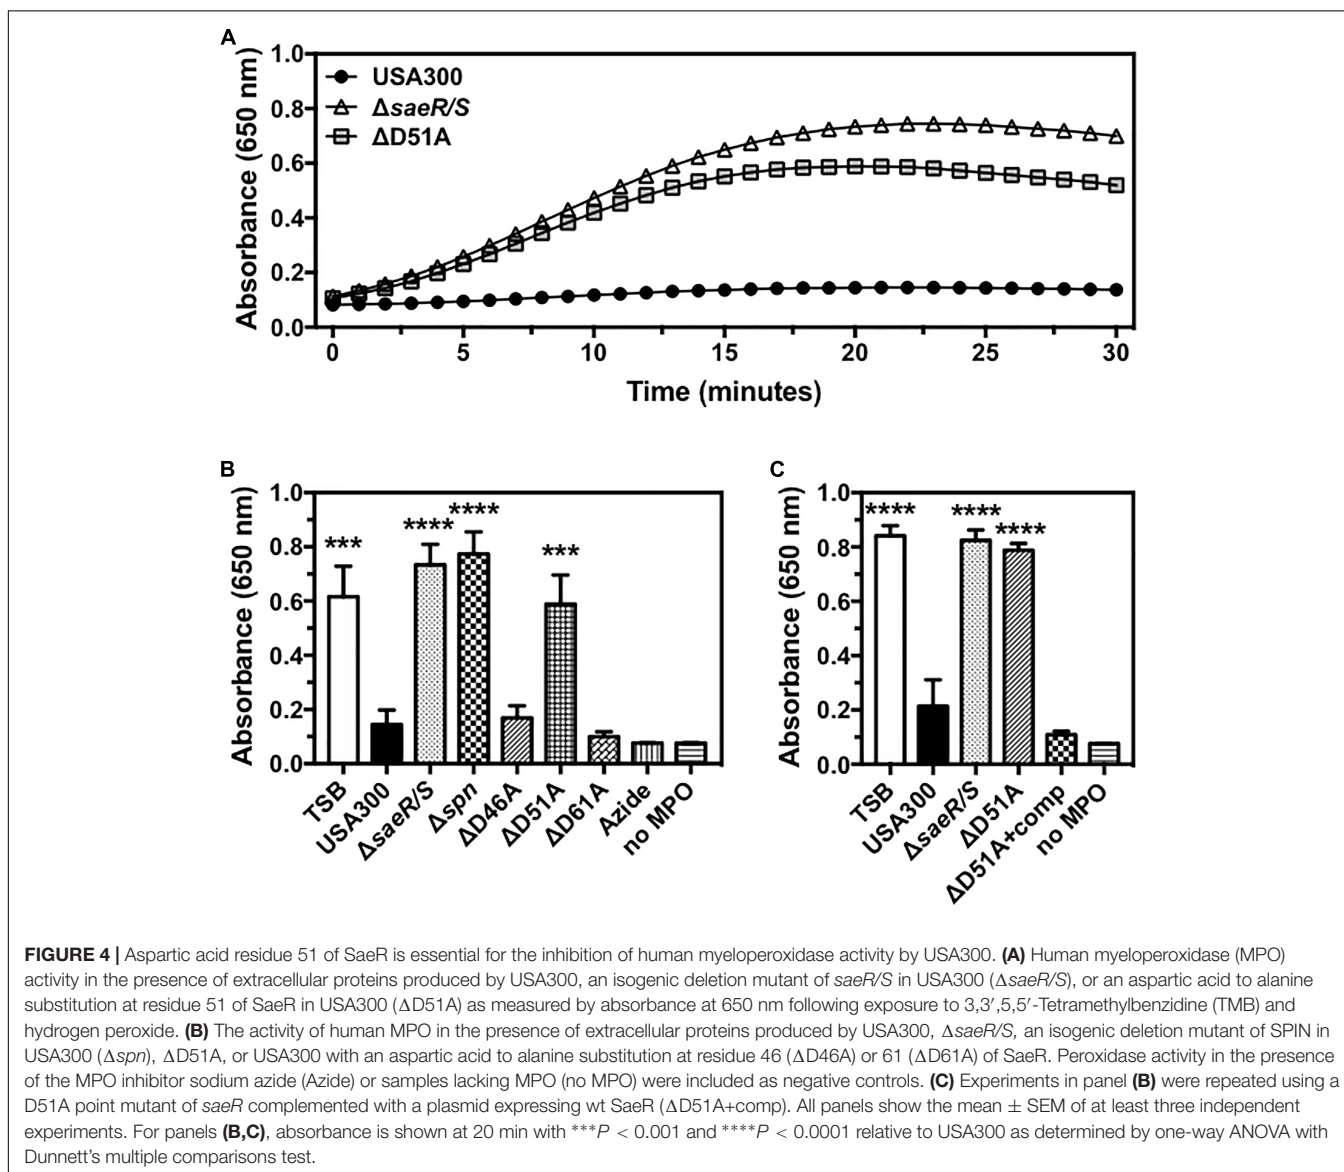 A
1.0
0.8
0.6
0.4
0.2
0.0
Absorbance (650 nm)
USA300
ΔsaeR/S
ΔD51A
0 5 10 15 20 25 30
Time (minutes)
B
1.0
0.8
0.6
0.4
0.2
0.0
Absorbance (650 nm)
*** **** **** ***
TSB
USA300
ΔsaeR/S
Δspn
ΔD46A
ΔD51A
ΔD61A
Azide
no MPO
C
1.0
0.8
0.6
0.4
0.2
0.0
Absorbance (650 nm)
**** **** ****
TSB
USA300
ΔsaeR/S
ΔD51A
ΔD51A+comp
no MPO
FIGURE 4 | Aspartic acid residue 51 of SaeR is essential for the inhibition of human myeloperoxidase activity by USA300. (A) Human myeloperoxidase (MPO)
activity in the presence of extracellular proteins produced by USA300, an isogenic deletion mutant of saeR/S in USA300 (ΔsaeR/S), or an aspartic acid to alanine
substitution at residue 51 of SaeR in USA300 (ΔD51A) as measured by absorbance at 650 nm following exposure to 3,3′,5,5′-Tetramethylbenzidine (TMB) and
hydrogen peroxide. (B) The activity of human MPO in the presence of extracellular proteins produced by USA300, ΔsaeR/S, an isogenic deletion mutant of SPIN in
USA300 (Δspn), ΔD51A, or USA300 with an aspartic acid to alanine substitution at residue 46 (ΔD46A) or 61 (ΔD61A) of SaeR. Peroxidase activity in the presence
of the MPO inhibitor sodium azide (Azide) or samples lacking MPO (no MPO) were included as negative controls. (C) Experiments in panel (B) were repeated using a
D51A point mutant of saeR complemented with a plasmid expressing wt SaeR (ΔD51A+comp). All panels show the mean ± SEM of at least three independent
experiments. For panels (B,C), absorbance is shown at 20 min with ***P < 0.001 and ****P < 0.0001 relative to USA300 as determined by one-way ANOVA with
Dunnett's multiple comparisons test.